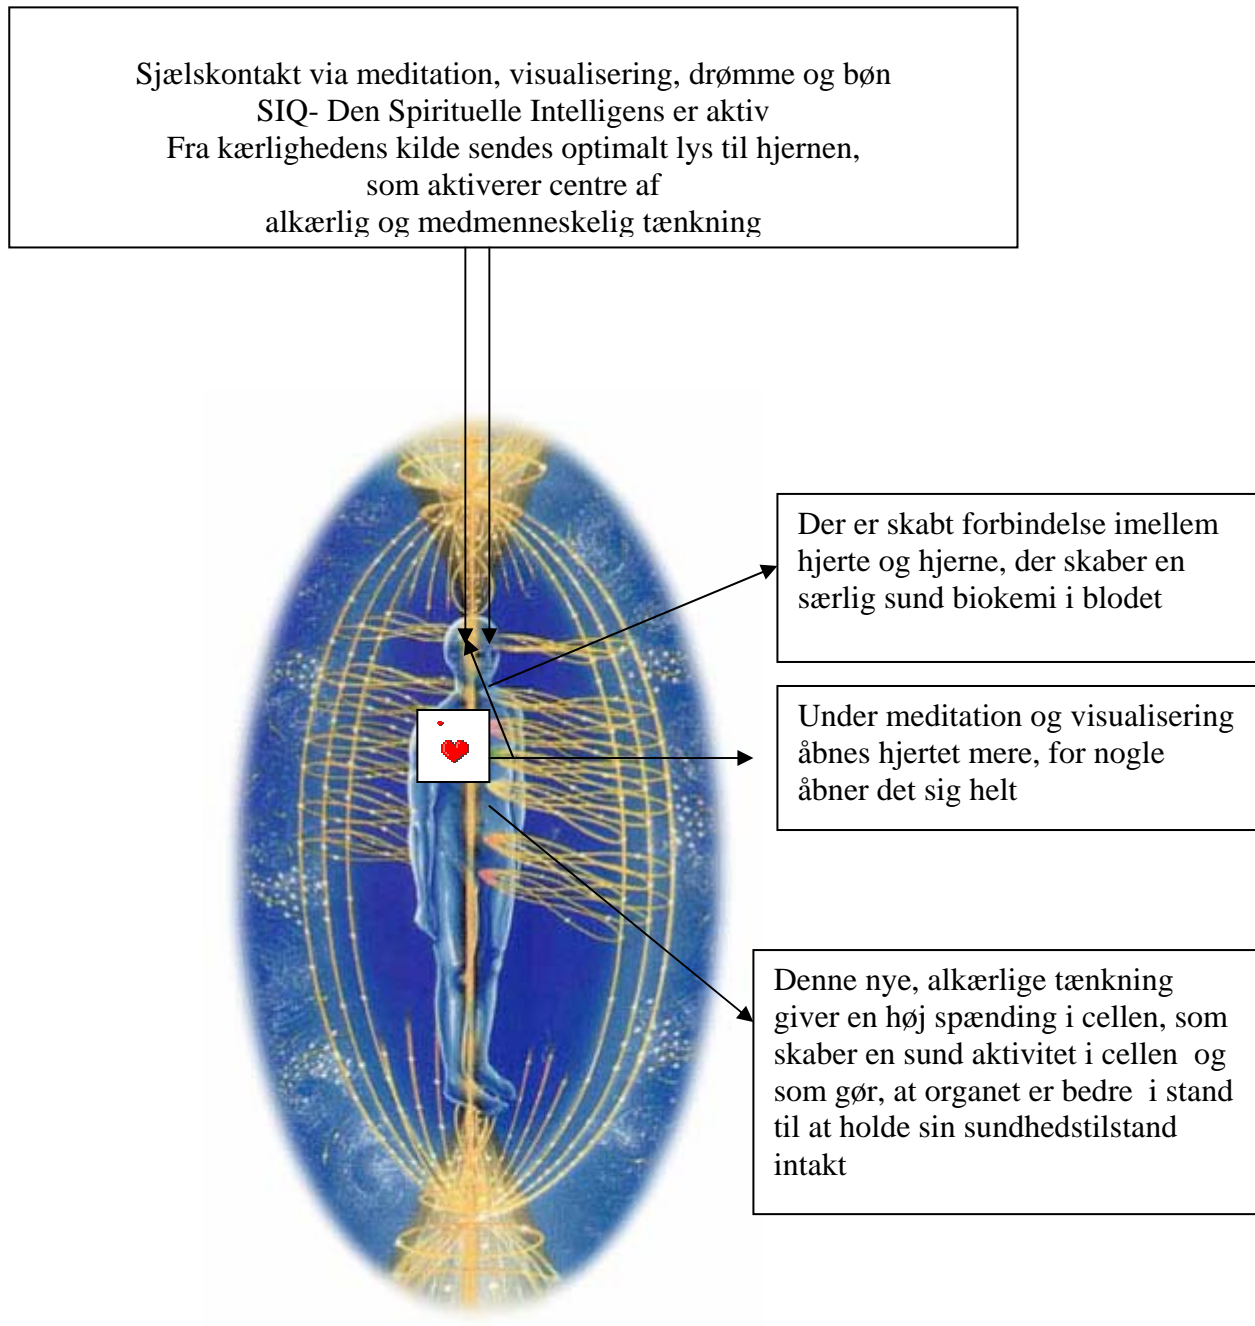 Sjælskontakt via meditation, visualisering, drømme og bøn
SIQ- Den Spirituelle Intelligens er aktiv
Fra kærlighedens kilde sendes optimalt lys til hjernen,
som aktiverer centre af
alkærlig og medmenneskelig tænkning
Der er skabt forbindelse imellem
hjerte og hjerne, der skaber en
særlig sund biokemi i blodet
Under meditation og visualisering
åbnes hjertet mere, for nogle
åbner det sig helt
Denne nye, alkærlige tænkning
giver en høj spænding i cellen, som
skaber en sund aktivitet i cellen og
som gør, at organet er bedre i stand
til at holde sin sundhedstilstand
intakt